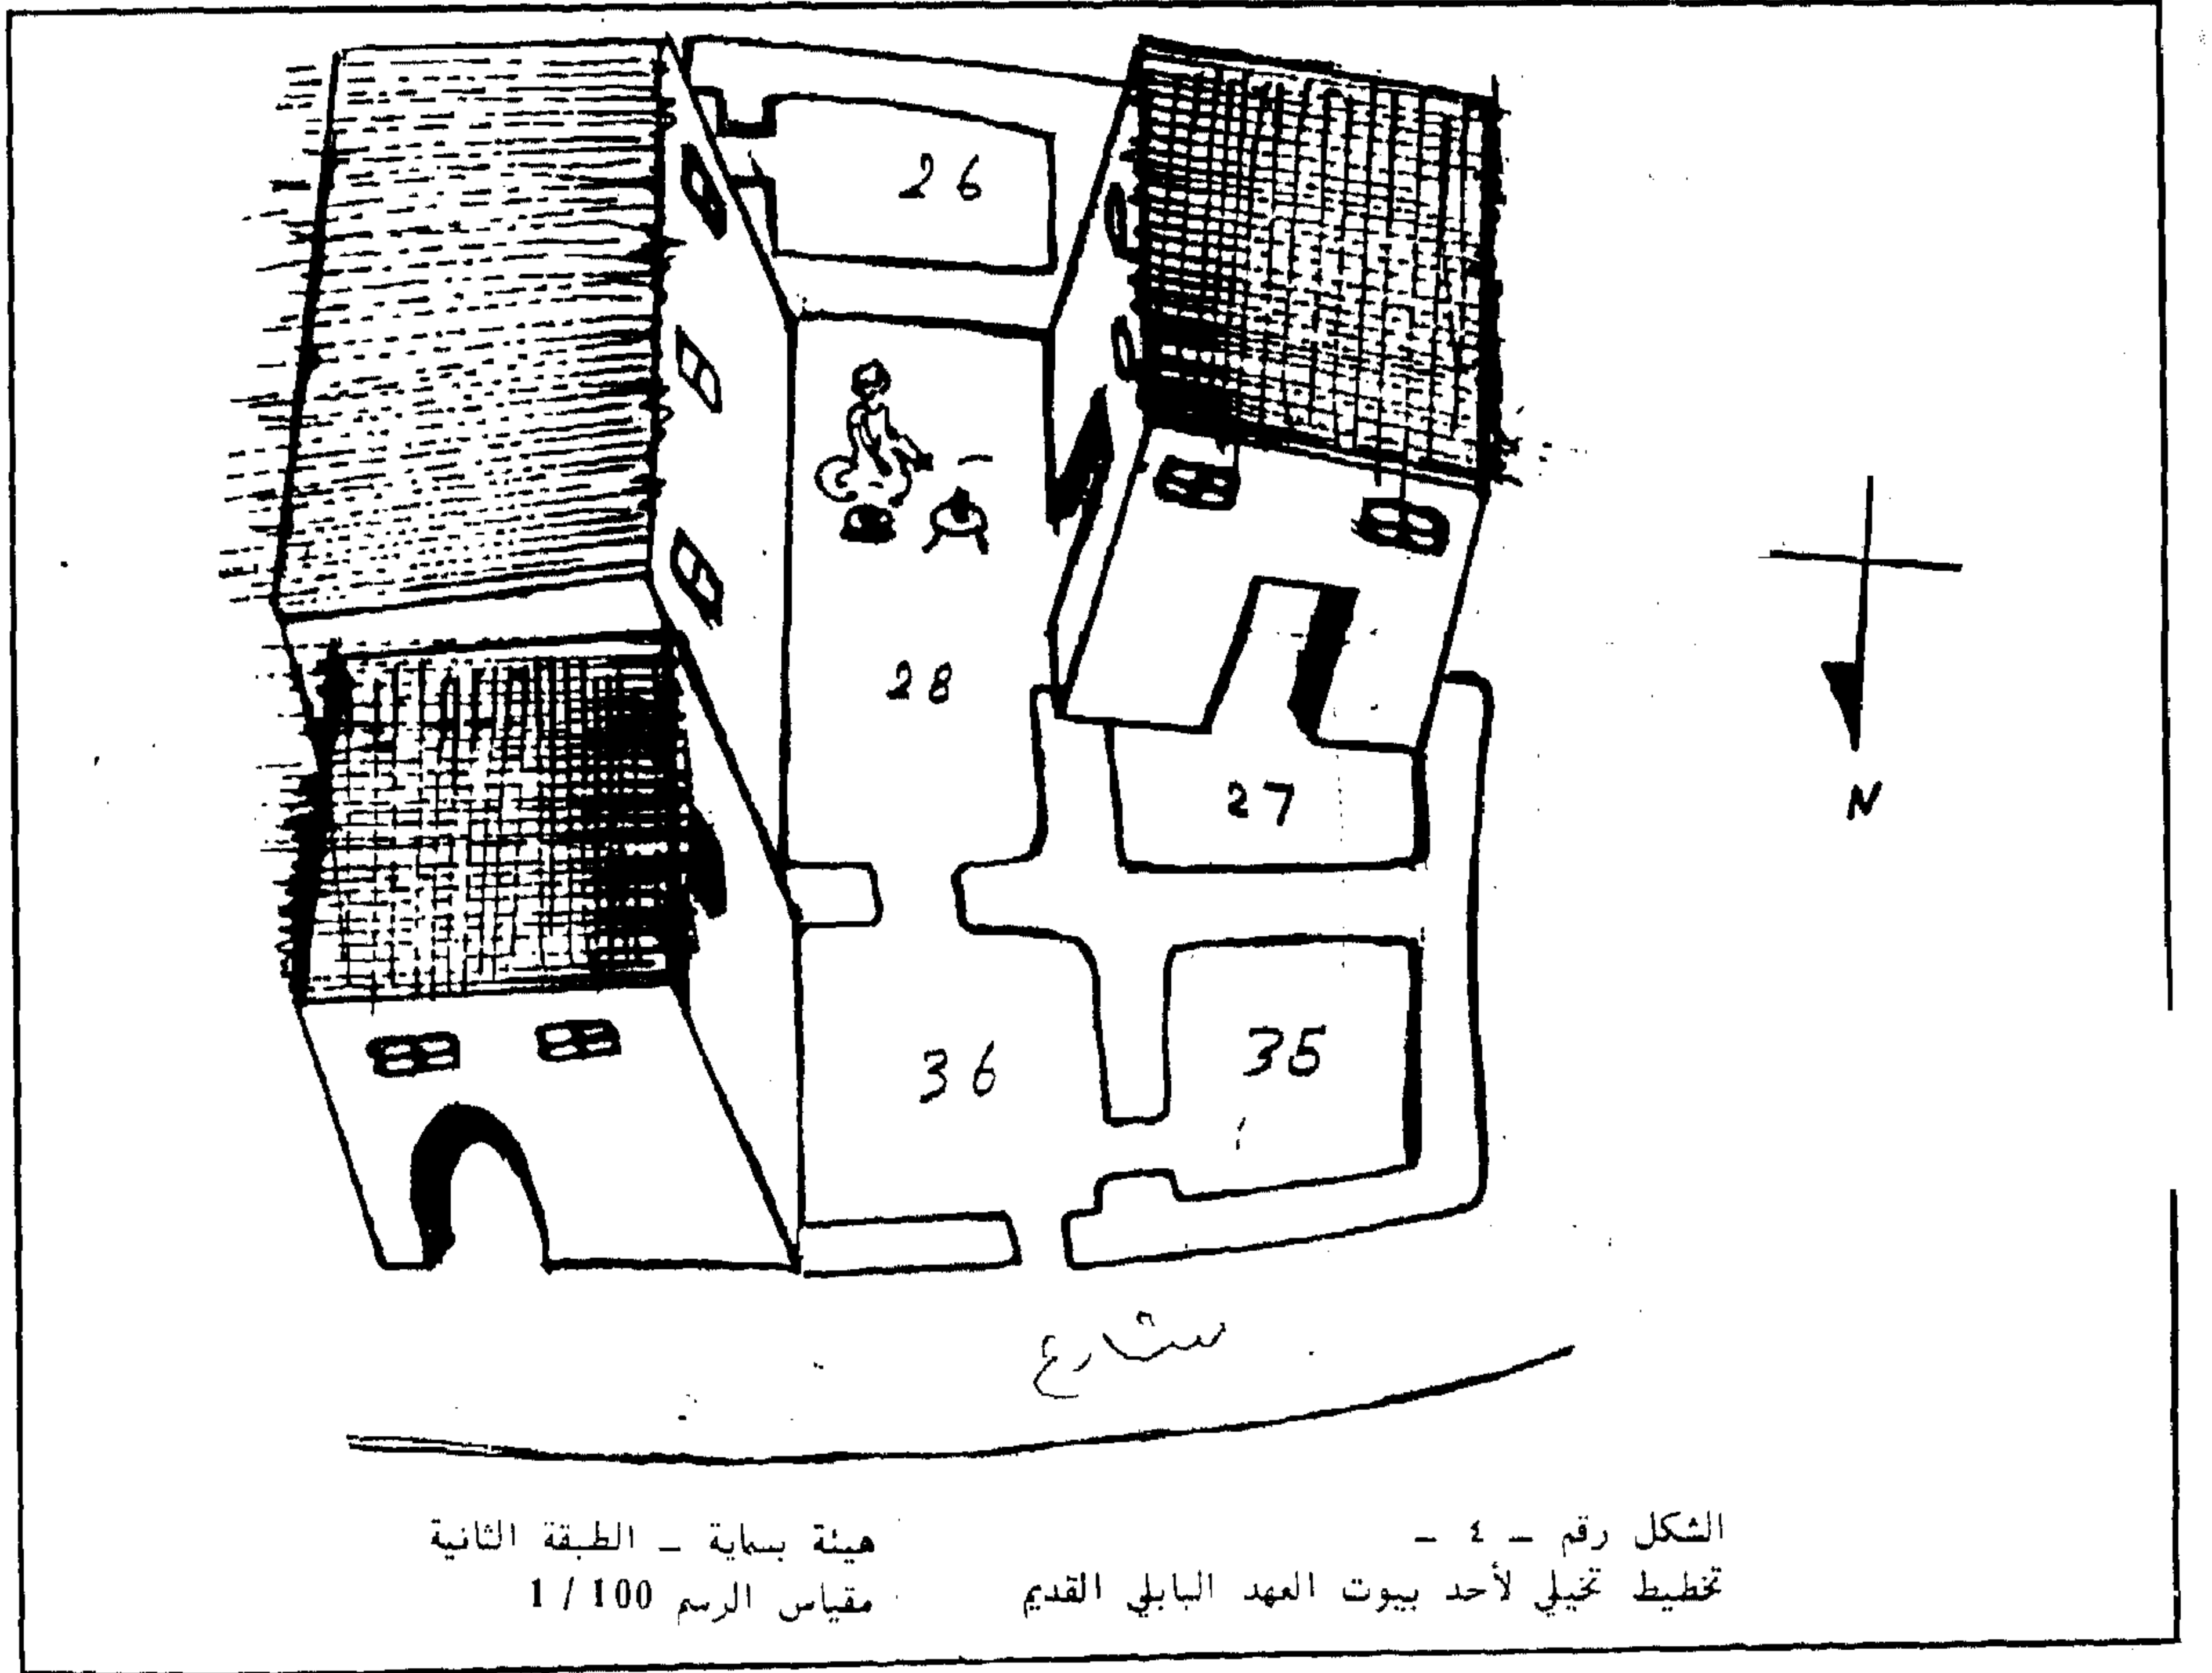 26
28
27
N
36
35
شارع
الشكل رقم – ٤ –
تخطيط تخيلي لأحد بيوت العهد البابلي القديم
هيئة بسماية – الطبقة الثانية
مقياس الرسم 100 / 1